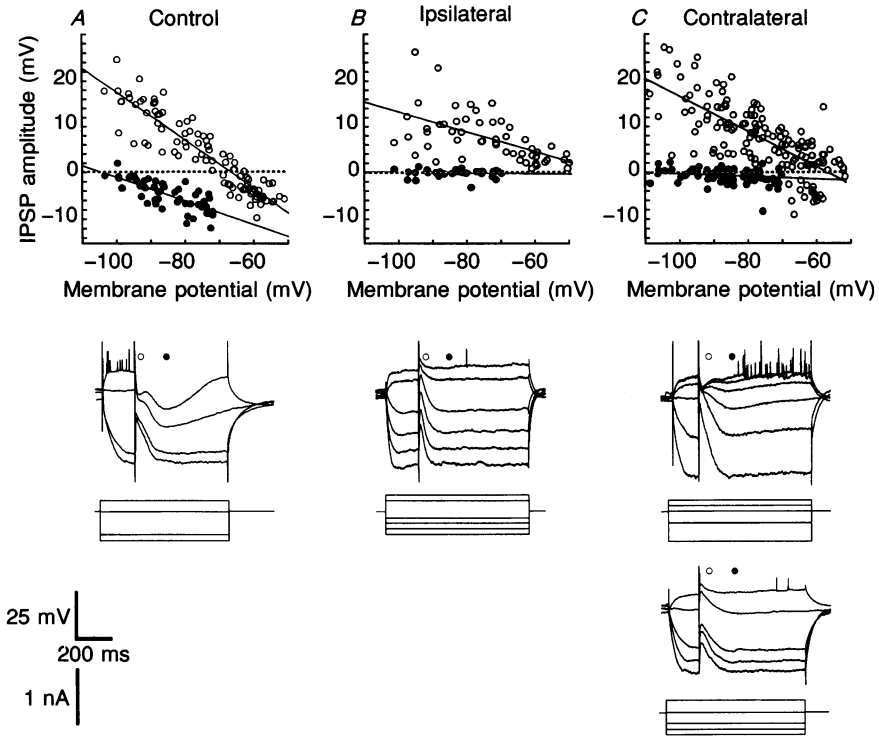 A Control
B Ipsilateral
C Contralateral
IPSP amplitude (mV)
20
10
0
−10
20
10
0
−10
20
10
0
−10
−100 −80 −60
−100 −80 −60
−100 −80 −60
Membrane potential (mV)
Membrane potential (mV)
Membrane potential (mV)
25 mV
200 ms
1 nA